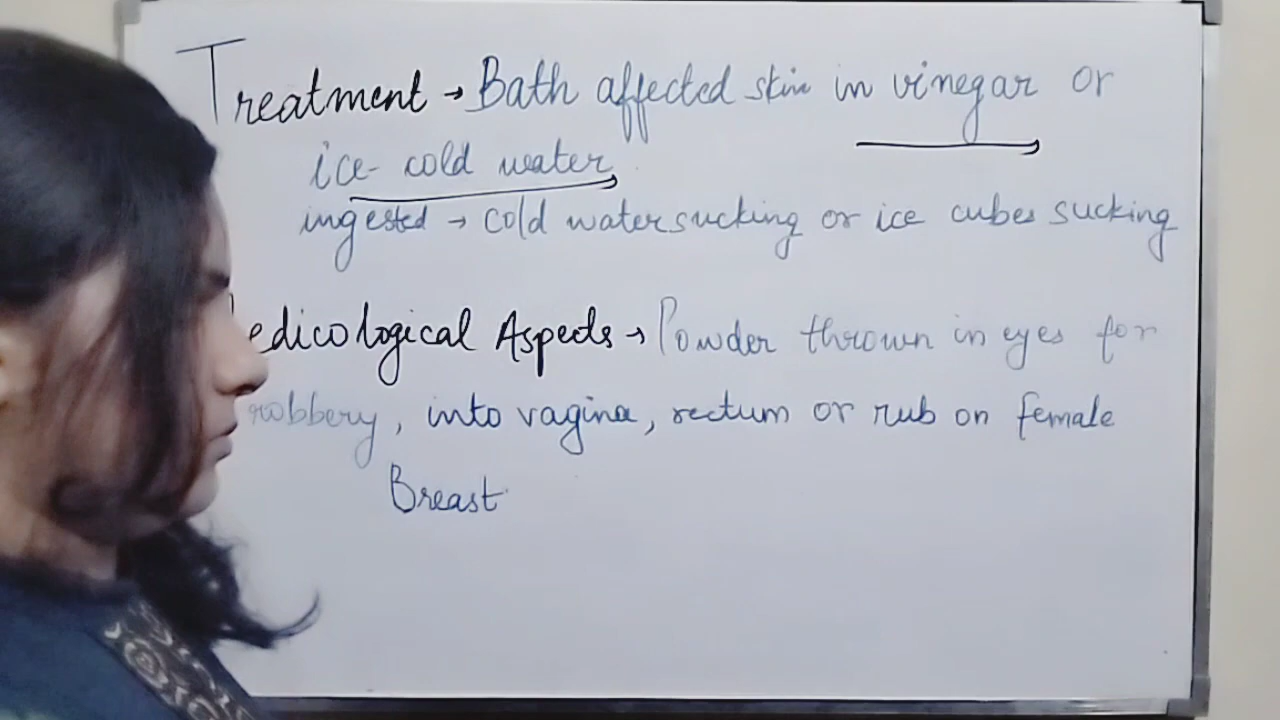 Treatment → Bath affected skin in vinegar or
ice-cold water
ingested → cold water sucking or ice cubes sucking
edicological Aspects → Powder thrown in eyes for
robbery, into vagina, rectum or rub on female
Breast